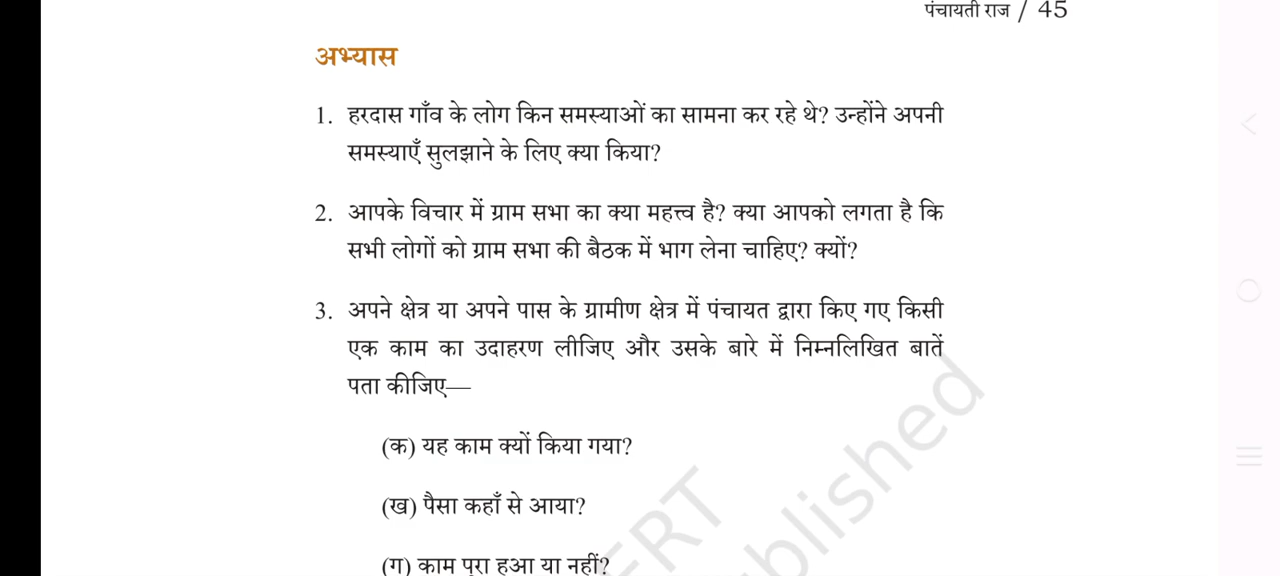 पंचायती राज / 45
अभ्यास
1. हरदास गाँव के लोग किन समस्याओं का सामना कर रहे थे? उन्होंने अपनी
समस्याएँ सुलझाने के लिए क्या किया?
2. आपके विचार में ग्राम सभा का क्या महत्त्व है? क्या आपको लगता है कि
सभी लोगों को ग्राम सभा की बैठक में भाग लेना चाहिए? क्यों?
3. अपने क्षेत्र या अपने पास के ग्रामीण क्षेत्र में पंचायत द्वारा किए गए किसी
एक काम का उदाहरण लीजिए और उसके बारे में निम्नलिखित बातें
पता कीजिए—
(क) यह काम क्यों किया गया?
(ख) पैसा कहाँ से आया?
(ग) काम पूरा हुआ या नहीं?
ERT
ublished